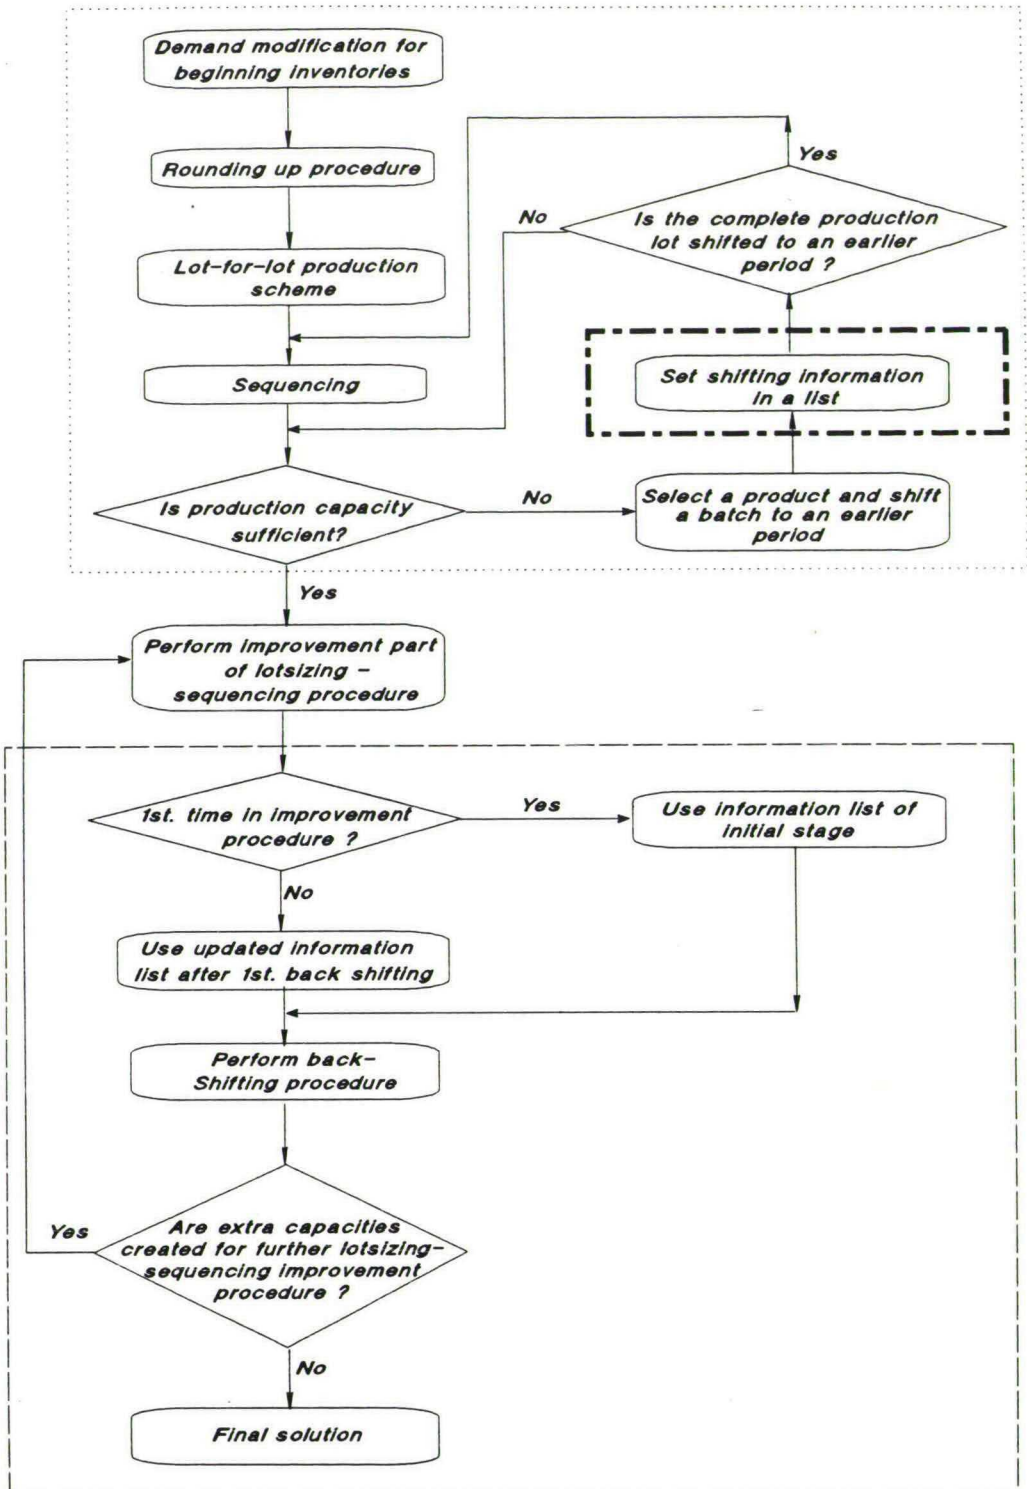 Demand modification for
beginning inventories
Rounding up procedure
Lot-for-lot production
scheme
Sequencing
Is production capacity
sufficient?
No
Select a product and shift
a batch to an earlier
period
Set shifting information
in a list
Is the complete production
lot shifted to an earlier
period ?
Yes
No
Yes
Perform improvement part
of lotsizing -
sequencing procedure
1st. time in improvement
procedure ?
Yes
Use information list of
initial stage
No
Use updated information
list after 1st. back shifting
Perform back-
Shifting procedure
Are extra capacities
created for further lotsizing-
sequencing improvement
procedure ?
Yes
No
Final solution